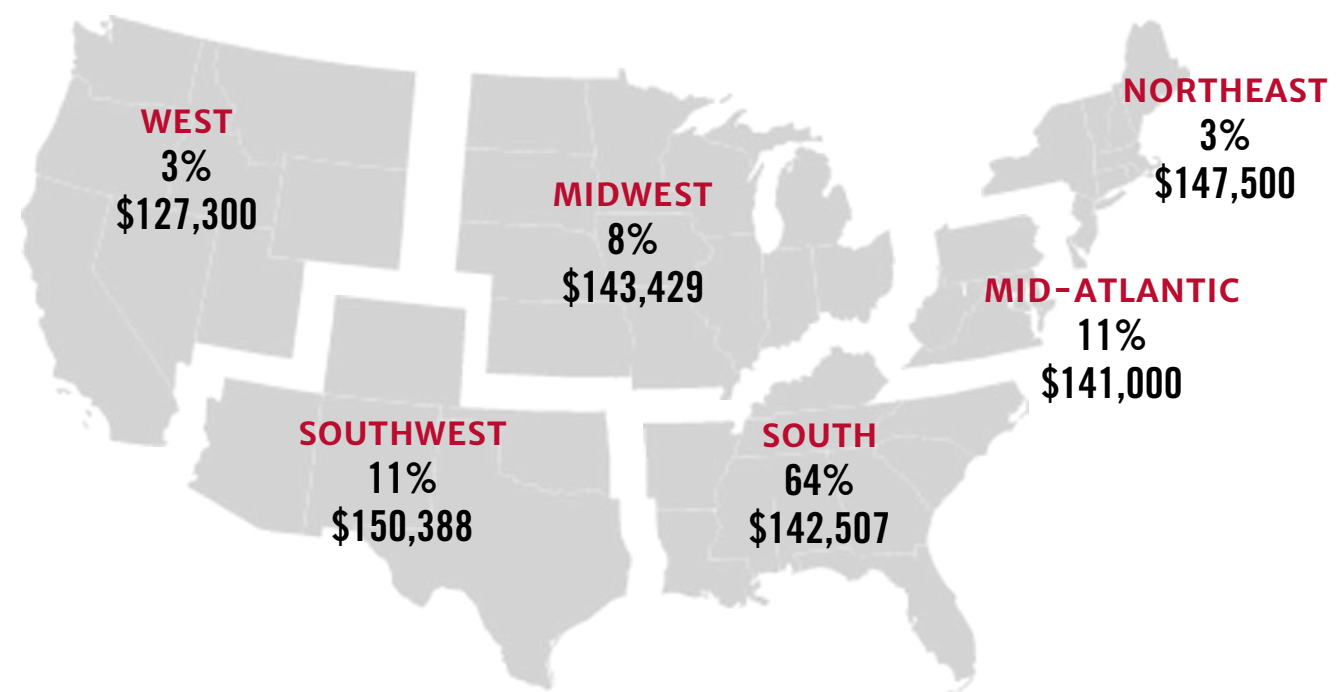 WEST
3%
$127,300
MIDWEST
8%
$143,429
NORTHEAST
3%
$147,500
MID-ATLANTIC
11%
$141,000
SOUTHWEST
11%
$150,388
SOUTH
64%
$142,507